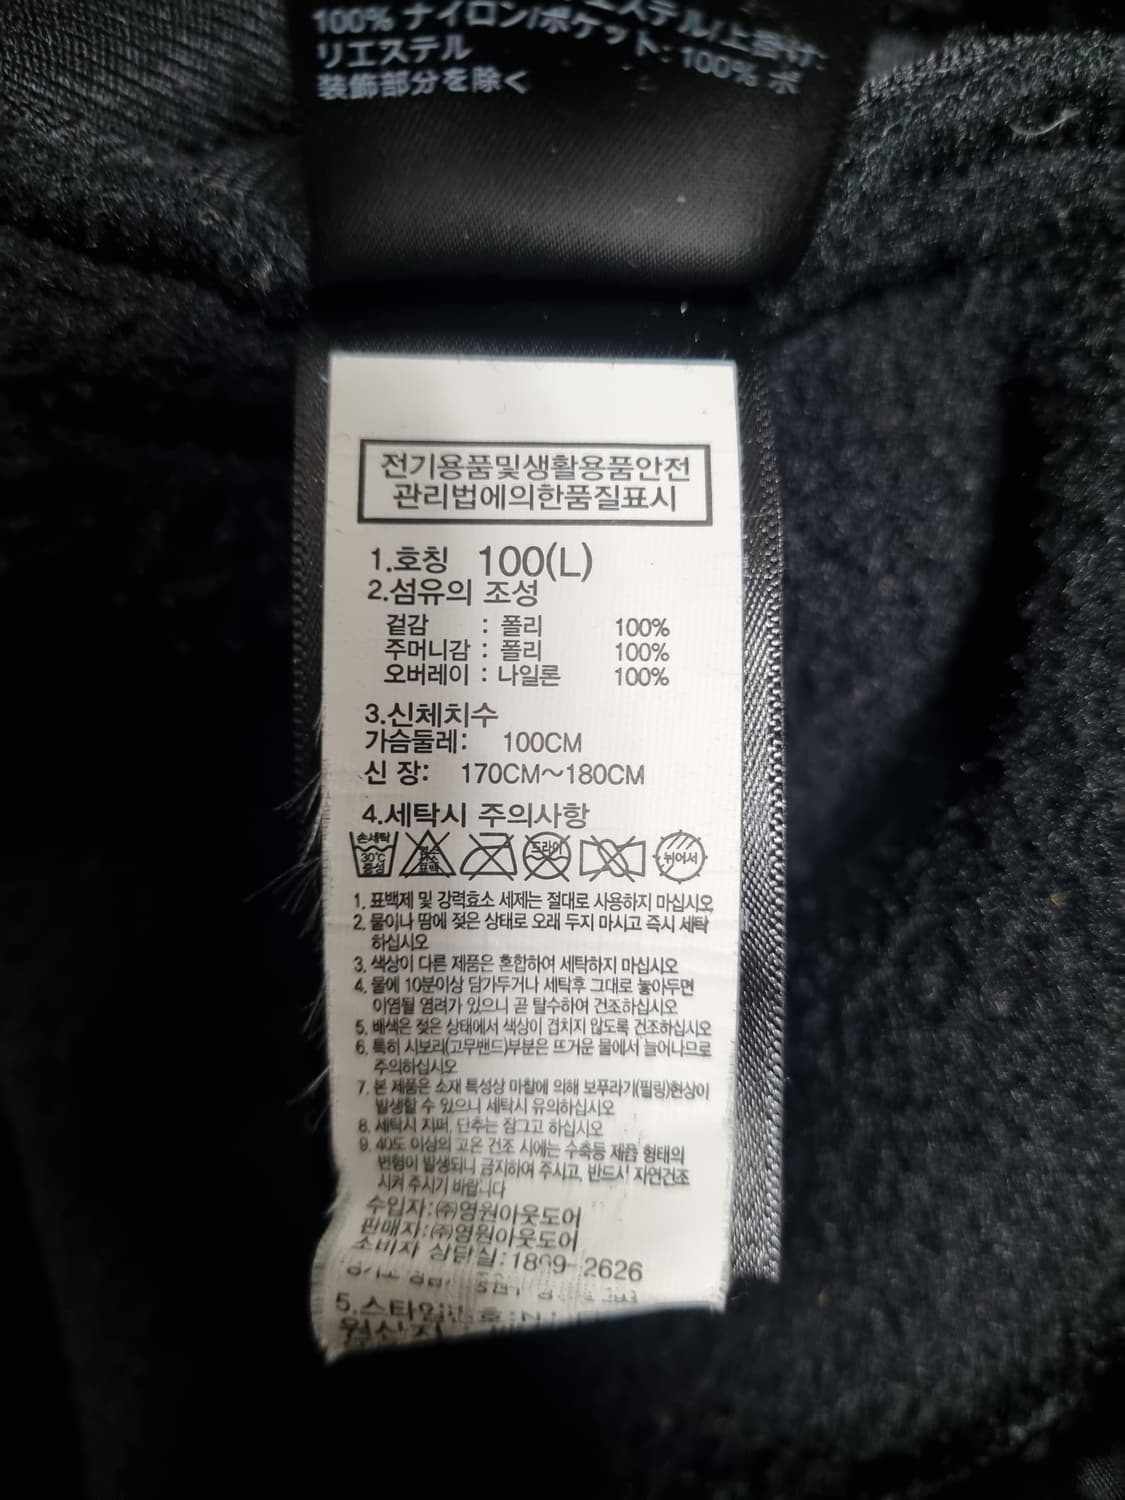 100% ナイロン/ポケット: 100% ポ
リエステル
装飾部分を除く
전기용품및생활용품안전
관리법에의한품질표시
1.호칭 100(L)
2.섬유의 조성
겉감 : 폴리 100%
주머니감 : 폴리 100%
오버레이 : 나일론 100%
3.신체치수
가슴둘레: 100CM
신 장: 170CM~180CM
4.세탁시 주의사항
손세탁 30℃ 중성 염소 표백 드라이 뉘어서
1. 표백제 및 강력효소 세제는 절대로 사용하지 마십시오
2. 물이나 땀에 젖은 상태로 오래 두지 마시고 즉시 세탁
하십시오
3. 색상이 다른 제품은 혼합하여 세탁하지 마십시오
4. 물에 10분이상 담가두거나 세탁후 그대로 놓아두면
이염될 염려가 있으니 곧 탈수하여 건조하십시오
5. 배색은 젖은 상태에서 색상이 겹치지 않도록 건조하십시오
6. 특히 시보리(고무밴드)부분은 뜨거운 물에서 늘어나므로
주의하십시오
7. 본 제품은 소재 특성상 마찰에 의해 보푸라기(필링)현상이
발생할 수 있으니 세탁시 유의하십시오
8. 세탁시 지퍼, 단추는 잠그고 하십시오
9. 40도 이상의 고온 건조 시에는 수축등 제품 형태의
변형이 발생되니 금지하여 주시고, 반드시 자연건조
시켜 주시기 바랍니다
수입자:㈜영원아웃도어
판매자:㈜영원아웃도어
소비자 상담실:1899-2626
5.스타일번호:
원산지